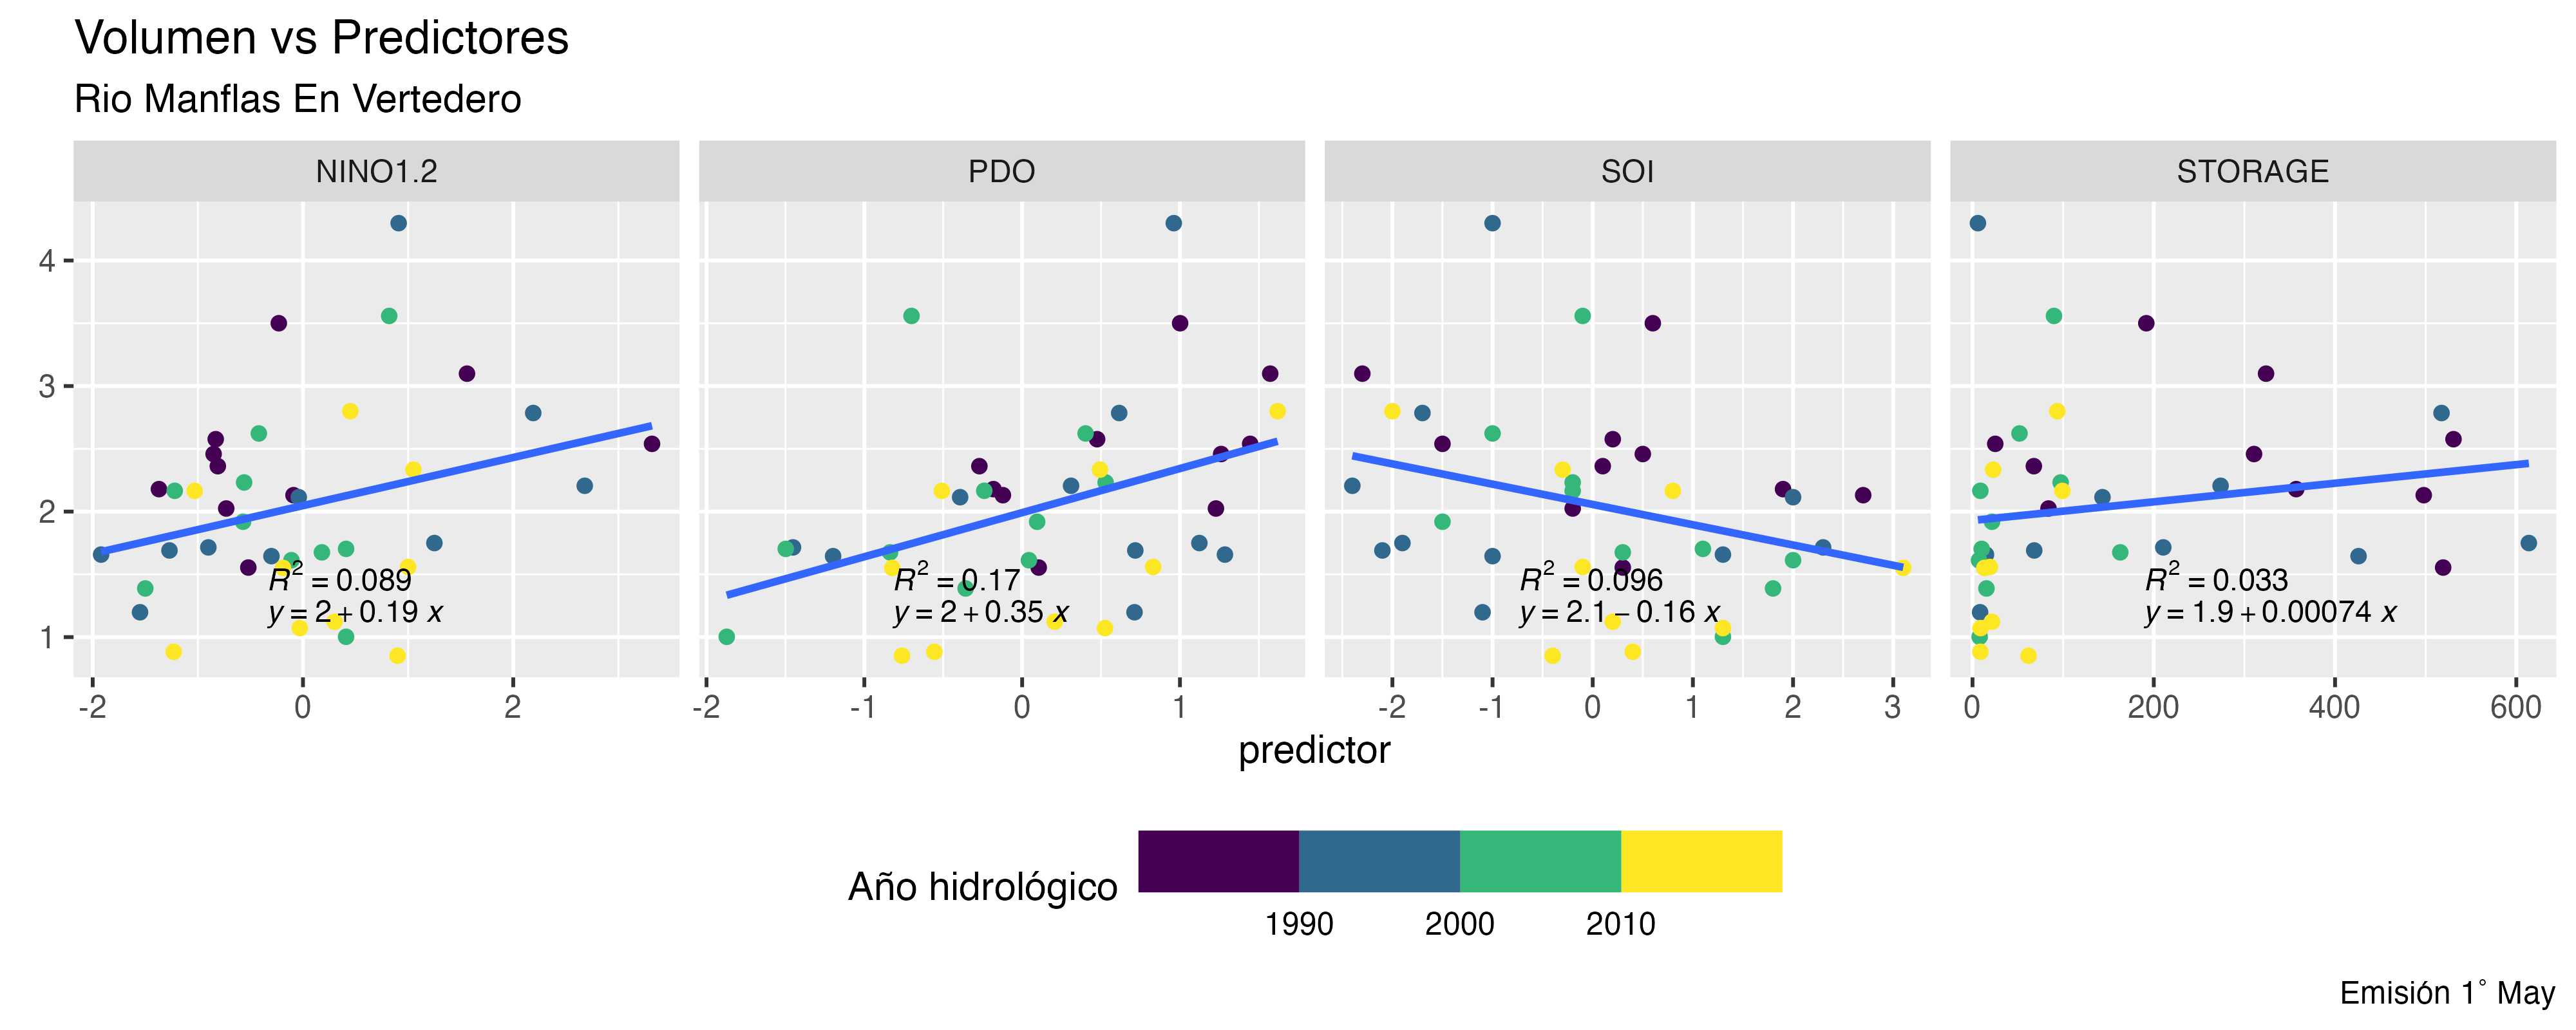 Volumen vs Predictores
Rio Manflas En Vertedero
NINO1.2 PDO SOI STORAGE
4
3
2
1
R² = 0.089 R² = 0.17 R² = 0.096 R² = 0.033
y = 2 + 0.19 x y = 2 + 0.35 x y = 2.1 − 0.16 x y = 1.9 + 0.00074 x
-2 0 2 -2 -1 0 1 -2 -1 0 1 2 3 0 200 400 600
predictor
Año hidrológico
1990 2000 2010
Emisión 1° May